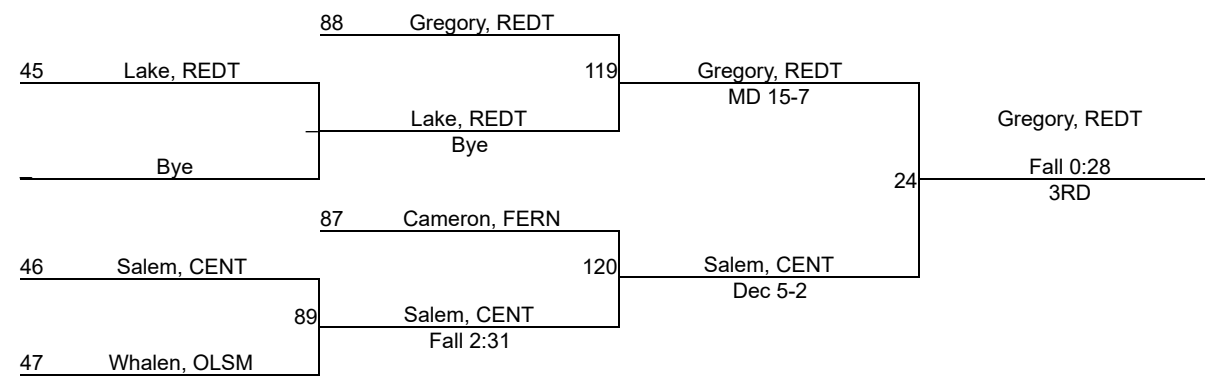 88 Gregory, REDT
45 Lake, REDT
119 Gregory, REDT
MD 15-7
Lake, REDT
Bye
Gregory, REDT
_ Bye
Fall 0:28
24
3RD
87 Cameron, FERN
46 Salem, CENT
120 Salem, CENT
Dec 5-2
89 Salem, CENT
Fall 2:31
47 Whalen, OLSM